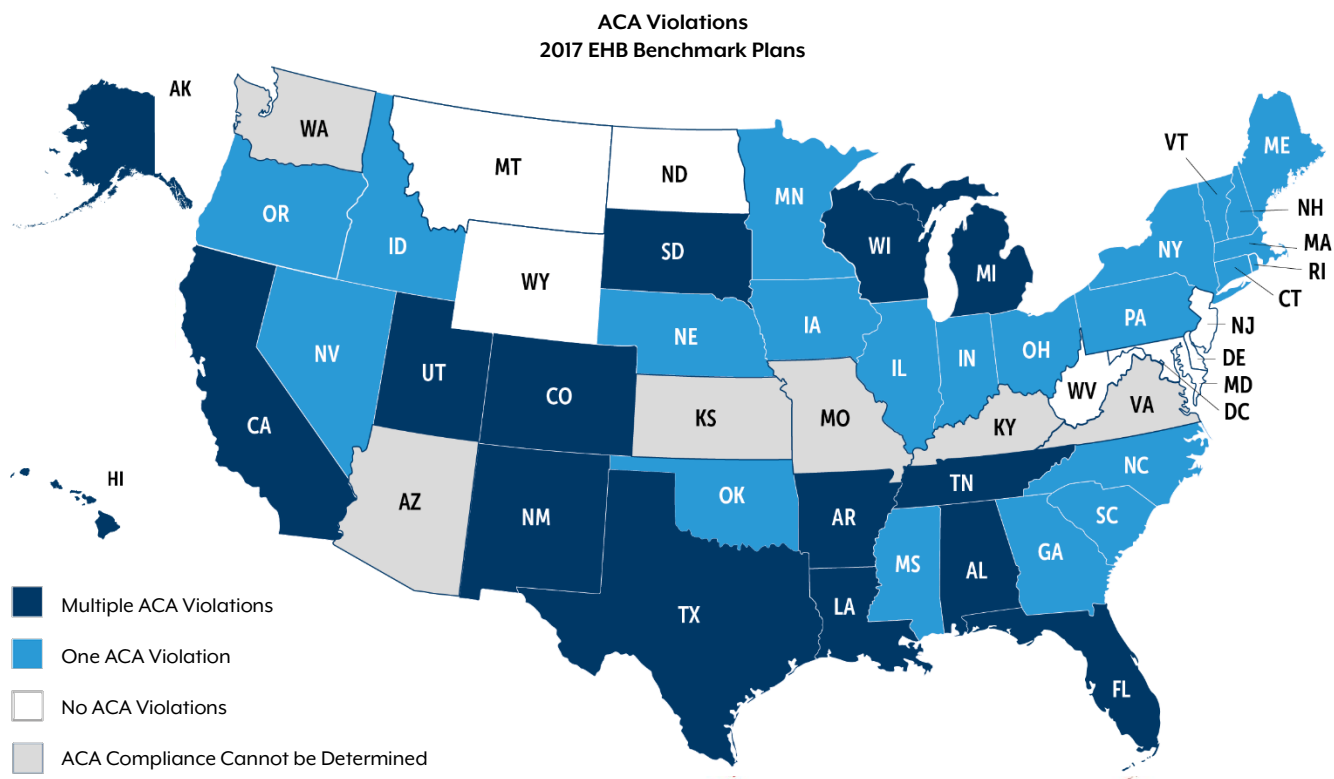 ACA Violations
2017 EHB Benchmark Plans
AK
WA
MT
ND
MN
VT
ME
OR
ID
SD
WI
MI
NY
NH
MA
RI
CT
WY
NE
IA
PA
NJ
NV
UT
CO
IL
IN
OH
DE
MD
DC
CA
KS
MO
KY
WV
VA
HI
AZ
NM
OK
AR
TN
NC
SC
TX
LA
MS
AL
GA
FL
Multiple ACA Violations
One ACA Violation
No ACA Violations
ACA Compliance Cannot be Determined